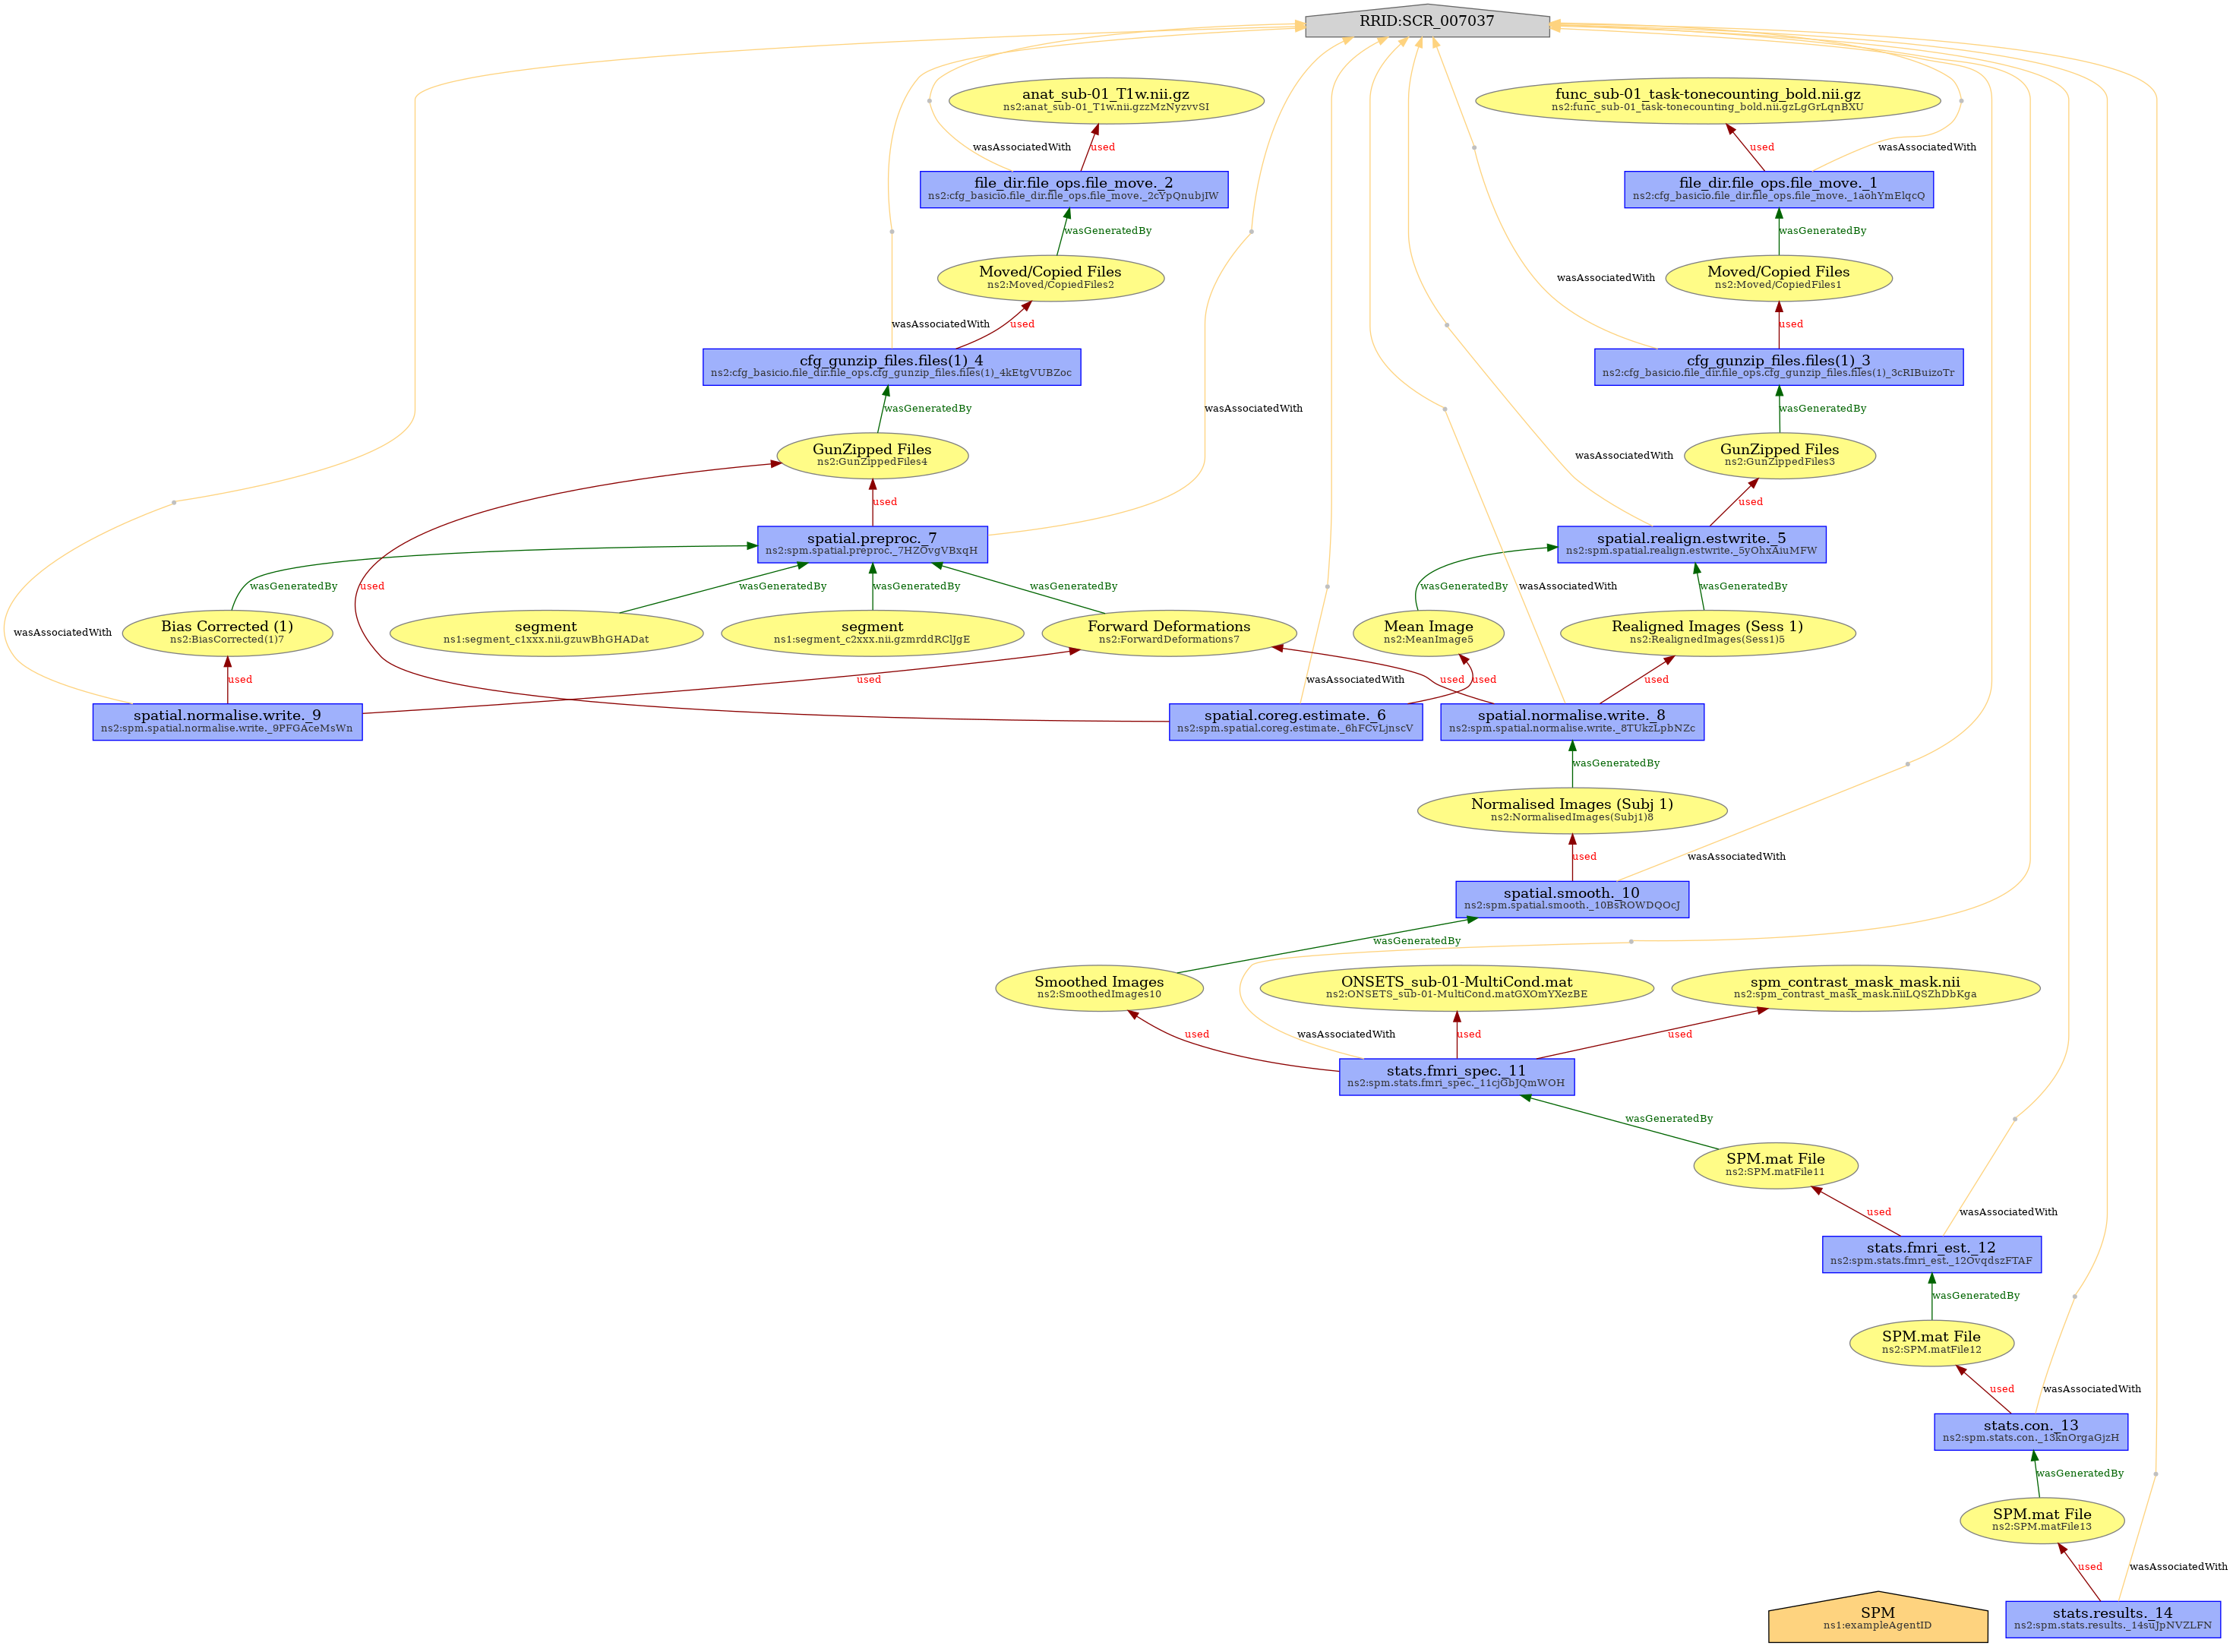 RRID:SCR_007037
anat_sub-01_T1w.nii.gz
ns2:anat_sub-01_T1w.nii.gzzMzNyzvvSI
func_sub-01_task-tonecounting_bold.nii.gz
ns2:func_sub-01_task-tonecounting_bold.nii.gzLgGrLqnBXU
wasAssociatedWith
used
used
wasAssociatedWith
file_dir.file_ops.file_move._2
ns2:cfg_basicio.file_dir.file_ops.file_move._2cYpQnubjIW
file_dir.file_ops.file_move._1
ns2:cfg_basicio.file_dir.file_ops.file_move._1aohYmElqcQ
wasGeneratedBy
wasGeneratedBy
Moved/Copied Files
ns2:Moved/CopiedFiles2
Moved/Copied Files
ns2:Moved/CopiedFiles1
wasAssociatedWith
wasAssociatedWith
used
used
cfg_gunzip_files.files(1)_4
ns2:cfg_basicio.file_dir.file_ops.cfg_gunzip_files.files(1)_4kEtgVUBZoc
cfg_gunzip_files.files(1)_3
ns2:cfg_basicio.file_dir.file_ops.cfg_gunzip_files.files(1)_3cRIBuizoTr
wasGeneratedBy
wasAssociatedWith
wasGeneratedBy
GunZipped Files
ns2:GunZippedFiles4
GunZipped Files
ns2:GunZippedFiles3
wasAssociatedWith
used
used
spatial.preproc._7
ns2:spm.spatial.preproc._7HZOvgVBxqH
spatial.realign.estwrite._5
ns2:spm.spatial.realign.estwrite._5yOhxAiuMFW
wasGeneratedBy
used
wasGeneratedBy
wasGeneratedBy
wasGeneratedBy
wasGeneratedBy
wasAssociatedWith
wasGeneratedBy
wasAssociatedWith
Bias Corrected (1)
ns2:BiasCorrected(1)7
segment
ns1:segment_c1xxx.nii.gzuwBhGHADat
segment
ns1:segment_c2xxx.nii.gzmrddRClJgE
Forward Deformations
ns2:ForwardDeformations7
Mean Image
ns2:MeanImage5
Realigned Images (Sess 1)
ns2:RealignedImages(Sess1)5
used
used
wasAssociatedWith
used
used
used
spatial.normalise.write._9
ns2:spm.spatial.normalise.write._9PFGAceMsWn
spatial.coreg.estimate._6
ns2:spm.spatial.coreg.estimate._6hFCvLjnscV
spatial.normalise.write._8
ns2:spm.spatial.normalise.write._8TUkzLpbNZc
wasGeneratedBy
Normalised Images (Subj 1)
ns2:NormalisedImages(Subj1)8
used
wasAssociatedWith
spatial.smooth._10
ns2:spm.spatial.smooth._10BsROWDQOcJ
wasGeneratedBy
Smoothed Images
ns2:SmoothedImages10
ONSETS_sub-01-MultiCond.mat
ns2:ONSETS_sub-01-MultiCond.matGXOmYXezBE
spm_contrast_mask_mask.nii
ns2:spm_contrast_mask_mask.niiLQSZhDbKga
used
wasAssociatedWith
used
used
stats.fmri_spec._11
ns2:spm.stats.fmri_spec._11cjGbJQmWOH
wasGeneratedBy
SPM.mat File
ns2:SPM.matFile11
used
wasAssociatedWith
stats.fmri_est._12
ns2:spm.stats.fmri_est._12OvqdszFTAF
wasGeneratedBy
SPM.mat File
ns2:SPM.matFile12
used
wasAssociatedWith
stats.con._13
ns2:spm.stats.con._13knOrgaGjzH
wasGeneratedBy
SPM.mat File
ns2:SPM.matFile13
used
wasAssociatedWith
SPM
ns1:exampleAgentID
stats.results._14
ns2:spm.stats.results._14suJpNVZLFN